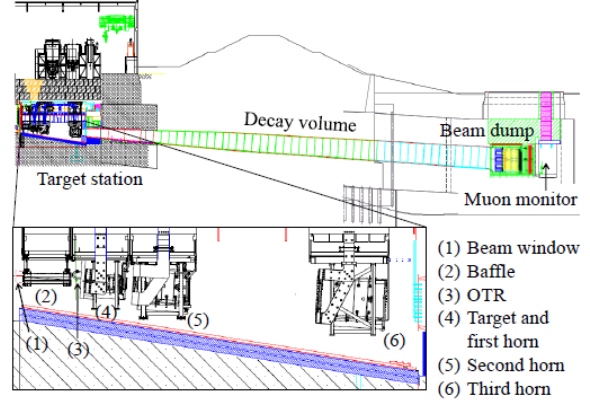 Decay volume
Beam dump
Target station
Muon monitor
(1) Beam window
(2) Baffle
(3) OTR
(4) Target and
first horn
(5) Second horn
(6) Third horn
(2)
(4)
(5)
(6)
(1)
(3)